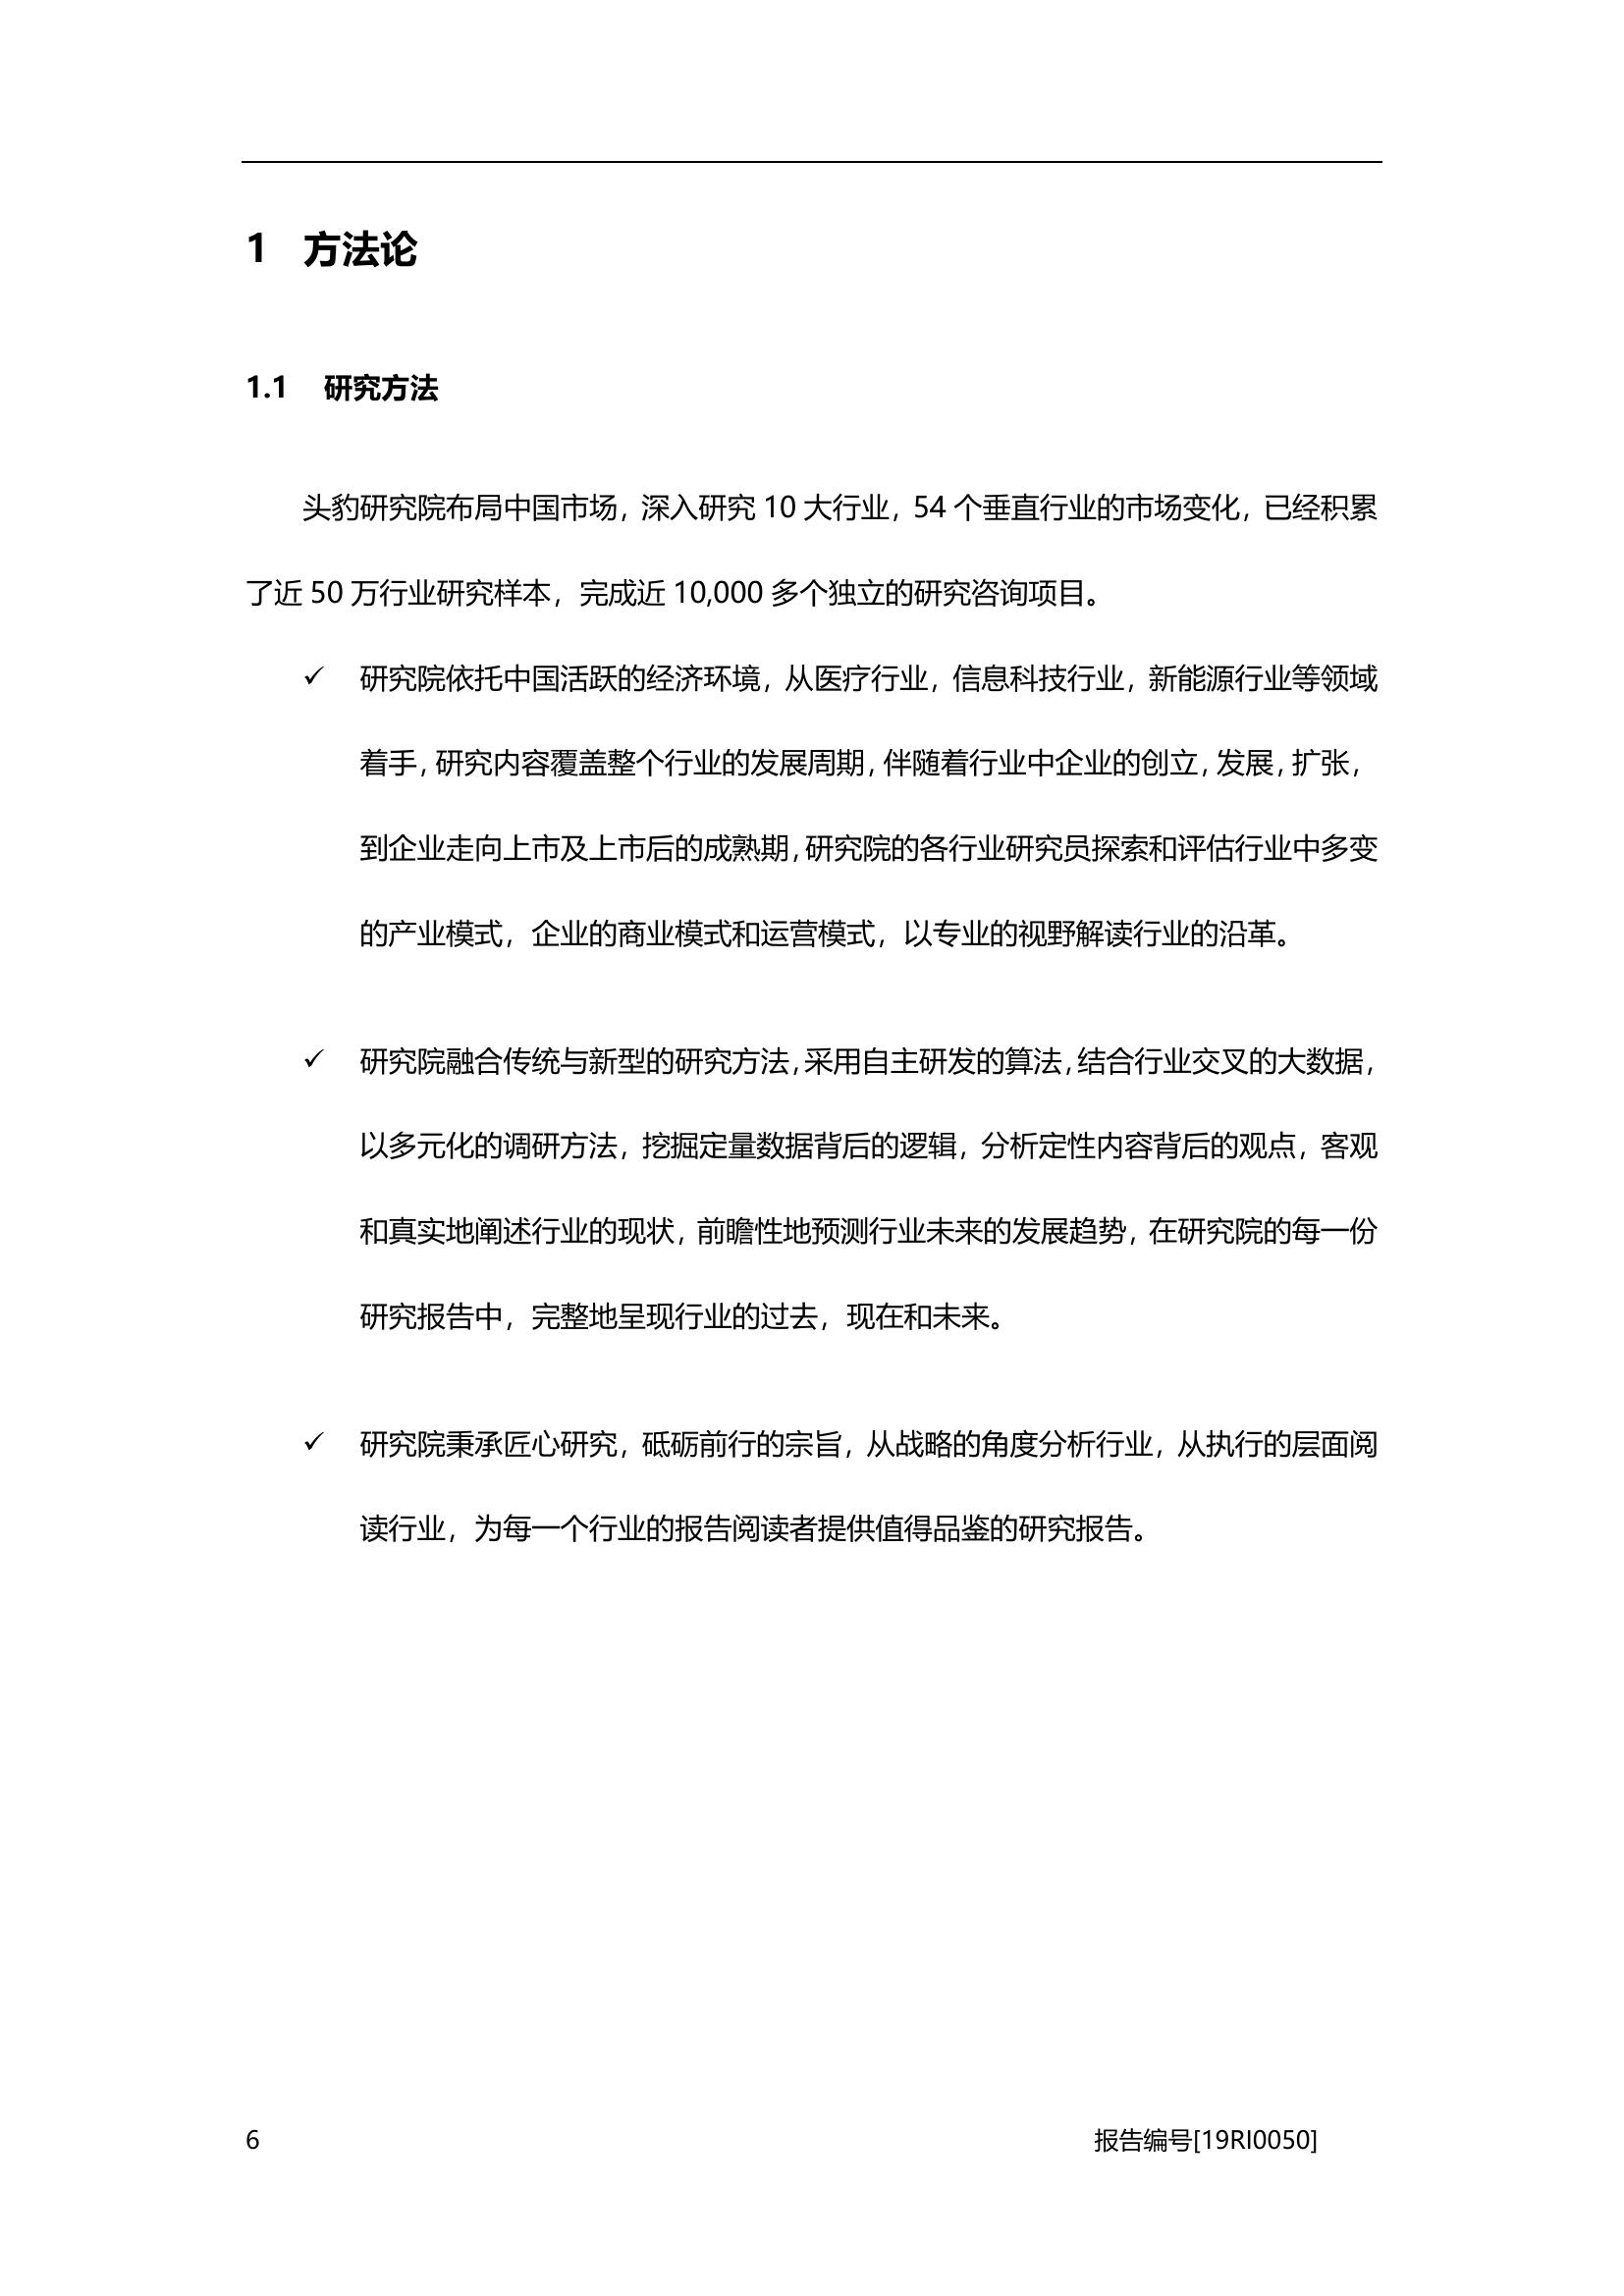 1 方法论
1.1 研究方法
头豹研究院布局中国市场，深入研究 10 大行业，54 个垂直行业的市场变化，已经积累
了近 50 万行业研究样本，完成近 10,000 多个独立的研究咨询项目。
✓ 研究院依托中国活跃的经济环境，从医疗行业，信息科技行业，新能源行业等领域
着手，研究内容覆盖整个行业的发展周期，伴随着行业中企业的创立，发展，扩张，
到企业走向上市及上市后的成熟期，研究院的各行业研究员探索和评估行业中多变
的产业模式，企业的商业模式和运营模式，以专业的视野解读行业的沿革。
✓ 研究院融合传统与新型的研究方法，采用自主研发的算法，结合行业交叉的大数据，
以多元化的调研方法，挖掘定量数据背后的逻辑，分析定性内容背后的观点，客观
和真实地阐述行业的现状，前瞻性地预测行业未来的发展趋势，在研究院的每一份
研究报告中，完整地呈现行业的过去，现在和未来。
✓ 研究院秉承匠心研究，砥砺前行的宗旨，从战略的角度分析行业，从执行的层面阅
读行业，为每一个行业的报告阅读者提供值得品鉴的研究报告。
6 报告编号[19RI0050]